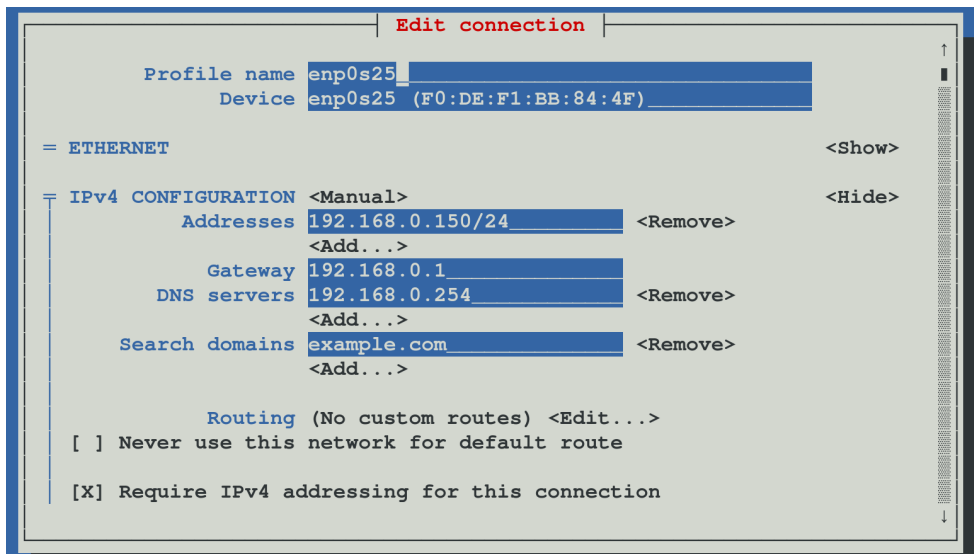 Edit connection
Profile name enp0s25
Device enp0s25 (F0:DE:F1:BB:84:4F)
= ETHERNET <Show>
IPv4 CONFIGURATION <Manual> <Hide>
Addresses 192.168.0.150/24 <Remove>
<Add...>
Gateway 192.168.0.1
DNS servers 192.168.0.254 <Remove>
<Add...>
Search domains example.com <Remove>
<Add...>
Routing (No custom routes) <Edit...>
[ ] Never use this network for default route
[X] Require IPv4 addressing for this connection